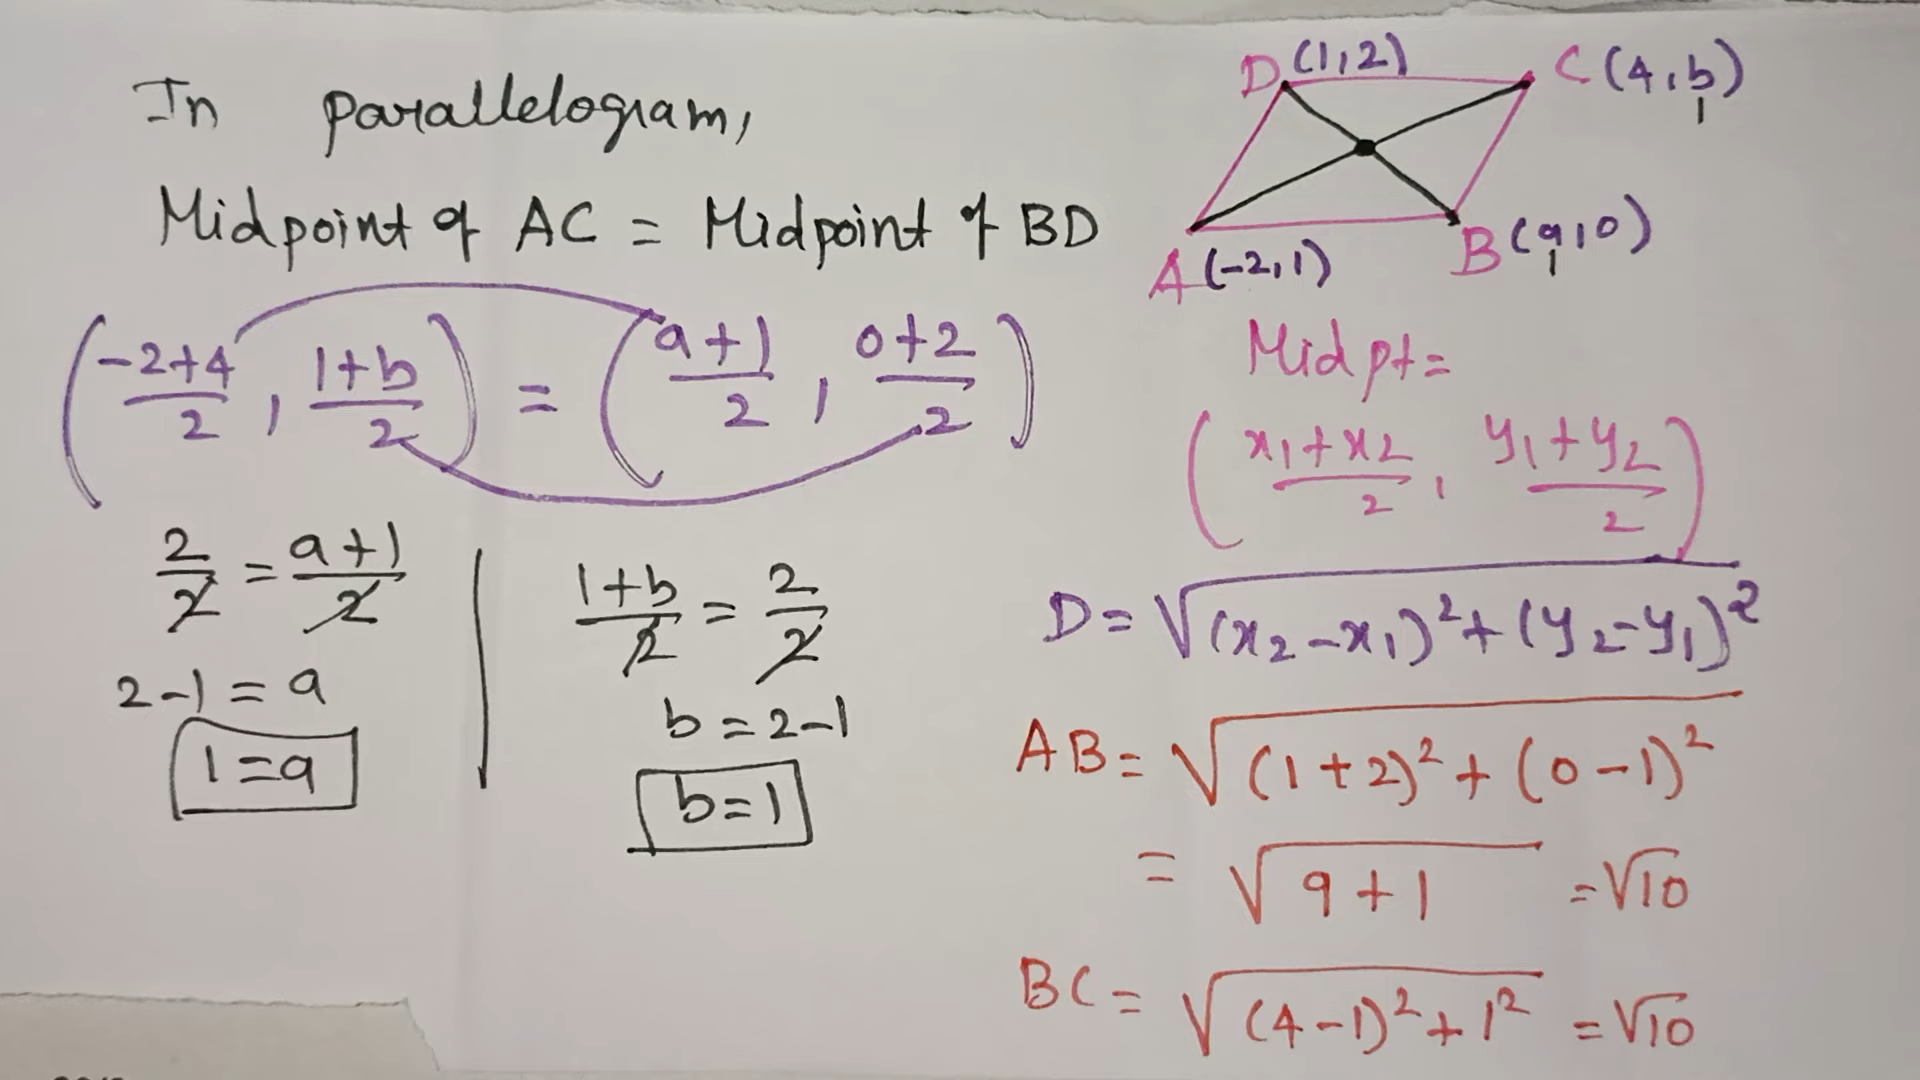 In parallelogram,
Midpoint of AC = Midpoint of BD
(-2+4/2, 1+b/2) = (a+1/2, 0+2/2)
2/2 = a+1/2
2-1 = a
1=a
1+b/2 = 2/2
b=2-1
b=1
D(1,2)
C(4,b)
1
A(-2,1)
B(a,0)
1
Mid pt =
(x1+x2/2, y1+y2/2)
D= √(x2-x1)²+(y2-y1)²
AB= √(1+2)²+(0-1)²
= √9+1 = √10
BC= √(4-1)²+1² = √10